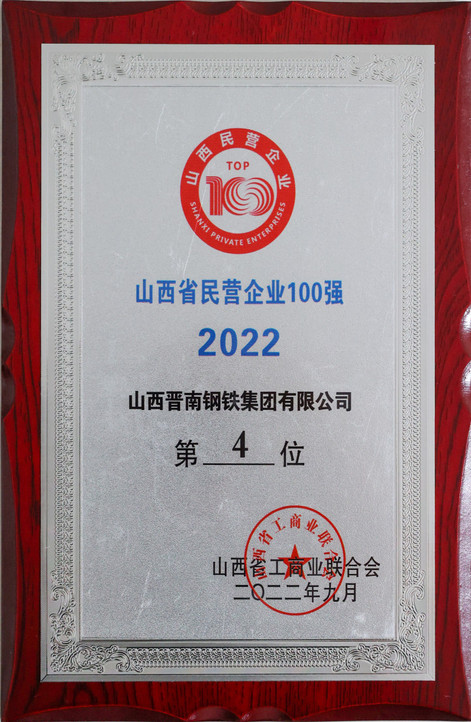 山西民营企业
TOP
100
SHANXI PRIVATE ENTERPRISES
山西省民营企业100强
2022
山西晋南钢铁集团有限公司
第 4 位
山西省工商业联合会
山西省工商业联合会
二〇二二年九月